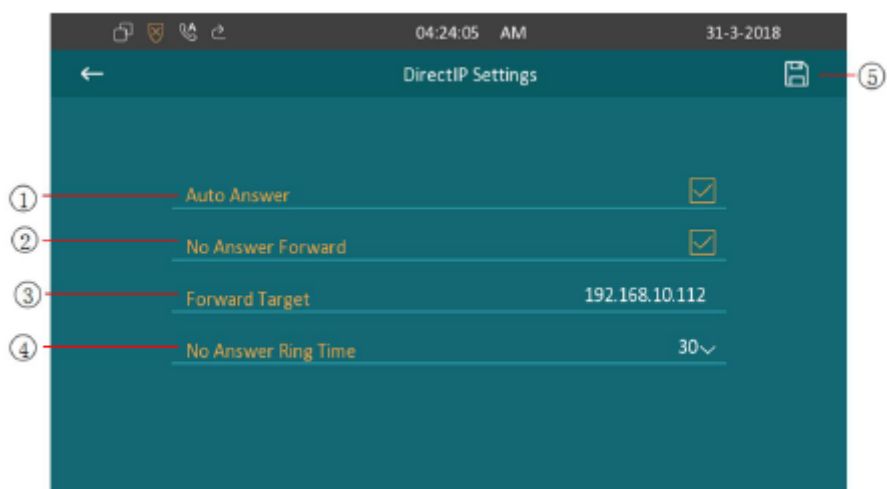 04:24:05 AM 31-3-2018
DirectIP Settings ⑤
① Auto Answer
② No Answer Forward
③ Forward Target 192.168.10.112
④ No Answer Ring Time 30